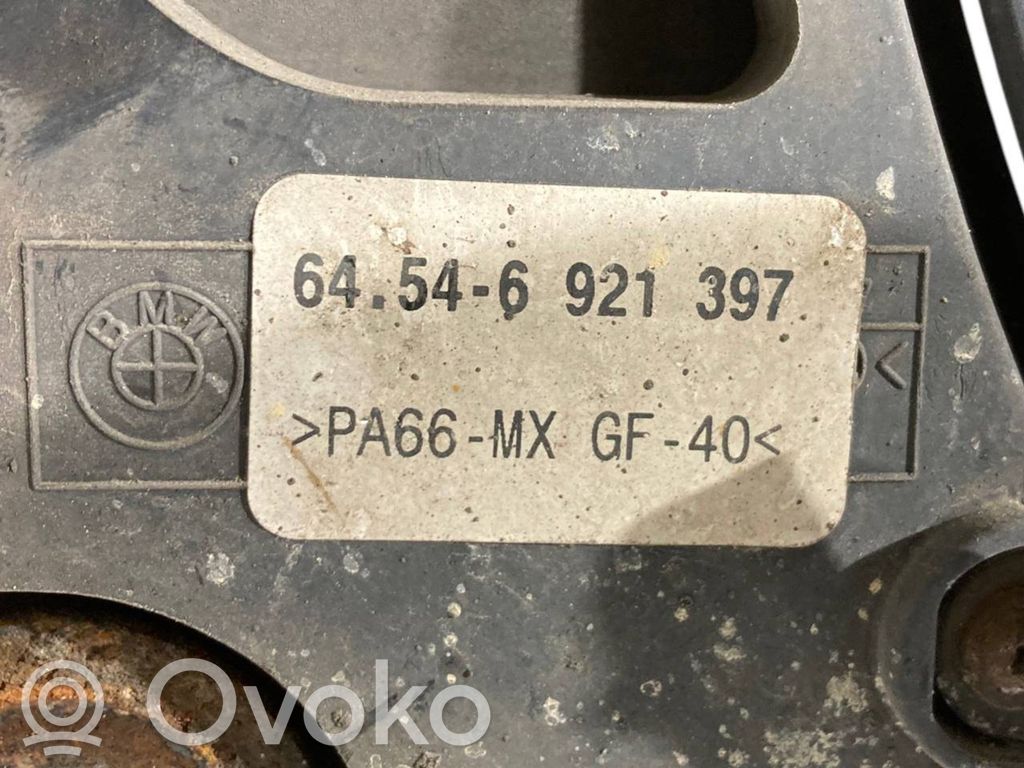 BMW
64.54-6 921 397
>PA66-MX GF-40<
Ovoko